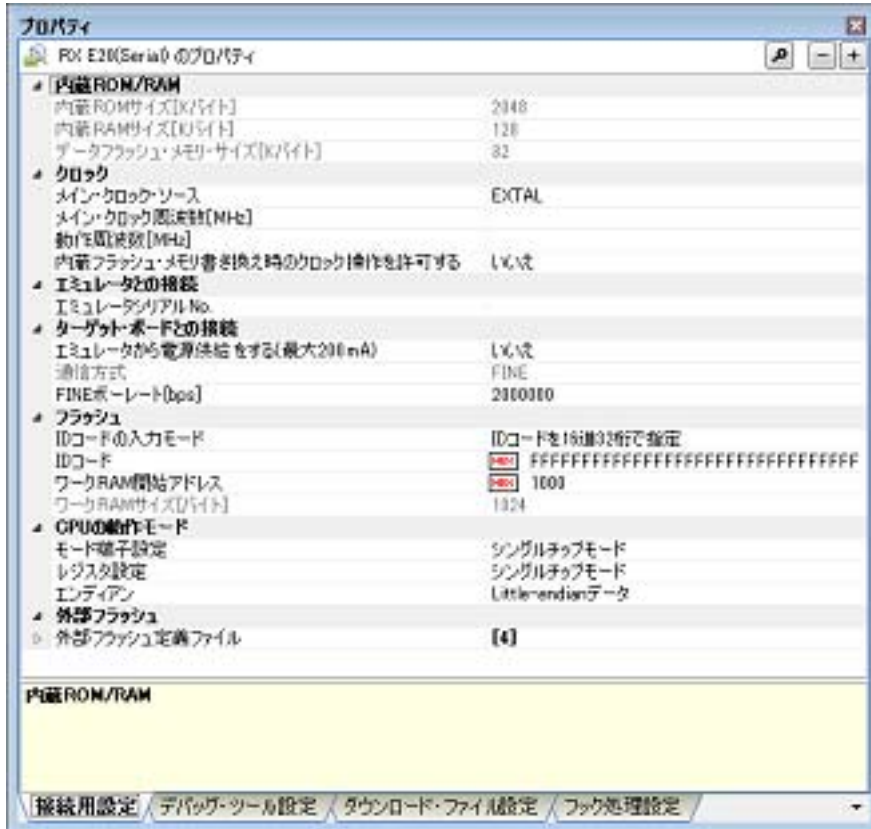 プロパティ
RX E20(Serial) のプロパティ
内蔵ROM/RAM
内蔵ROMサイズ[Kバイト] 2048
内蔵RAMサイズ[Kバイト] 128
データフラッシュ・メモリ・サイズ[Kバイト] 32
クロック
メイン・クロック・ソース EXTAL
メイン・クロック周波数[MHz]
動作周波数[MHz]
内蔵フラッシュ・メモリ書き換え時のクロック操作を許可する いいえ
エミュレータとの接続
エミュレータシリアルNo.
ターゲット・ボードとの接続
エミュレータから電源供給をする(最大200mA) いいえ
通信方式 FINE
FINEボーレート[bps] 2000000
フラッシュ
IDコードの入力モード IDコードを16進32桁で指定
IDコード HEX FFFFFFFFFFFFFFFFFFFFFFFFFFFFFFFF
ワークRAM開始アドレス HEX 1000
ワークRAMサイズ[バイト] 1024
CPUの動作モード
モード端子設定 シングルチップモード
レジスタ設定 シングルチップモード
エンディアン Little-endianデータ
外部フラッシュ
外部フラッシュ定義ファイル [4]
内蔵ROM/RAM
接続用設定 デバッグ・ツール設定 ダウンロード・ファイル設定 フック処理設定